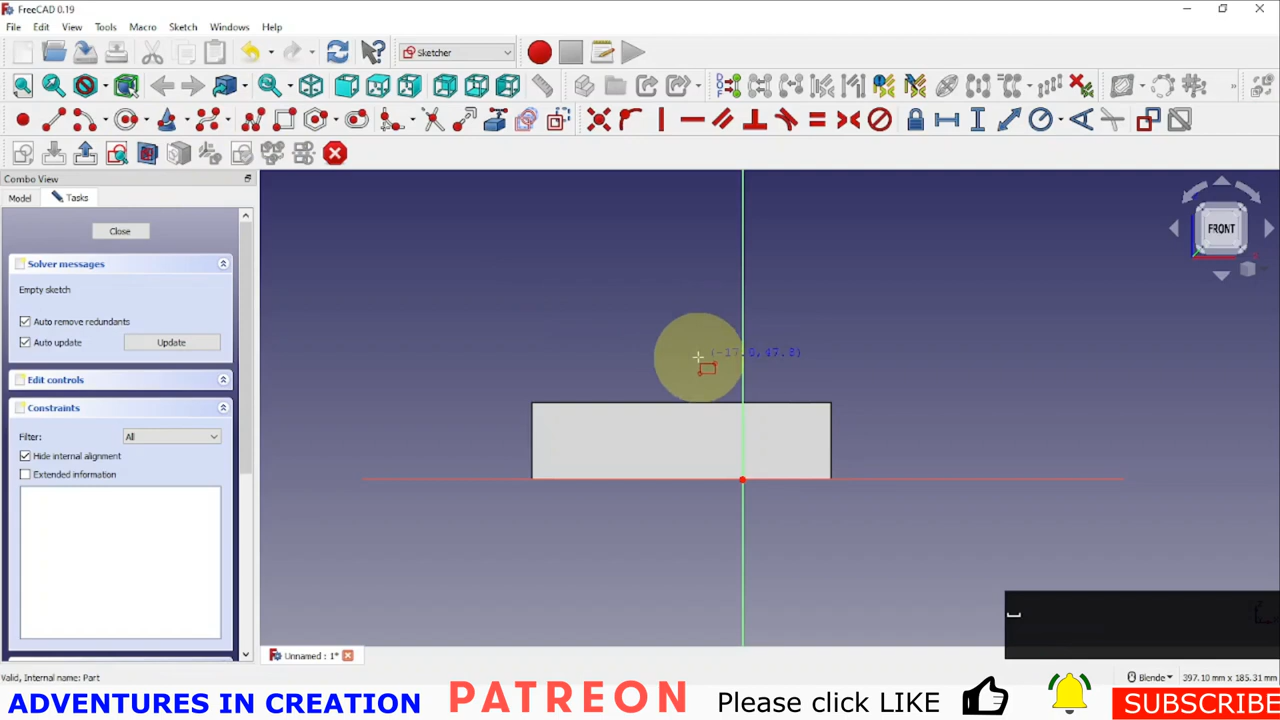 FreeCAD 0.19
File Edit View Tools Macro Sketch Windows Help
Sketcher
Combo View
Model Tasks
Close
Solver messages
Empty sketch
Auto remove redundants
Auto update Update
Edit controls
Constraints
Filter: All
Hide internal alignment
Extended information
FRONT
Unnamed : 1*
Valid, Internal name: Part
Blende 397.10 mm x 185.31 mm
ADVENTURES IN CREATION PATREON Please click LIKE SUBSCRIBE